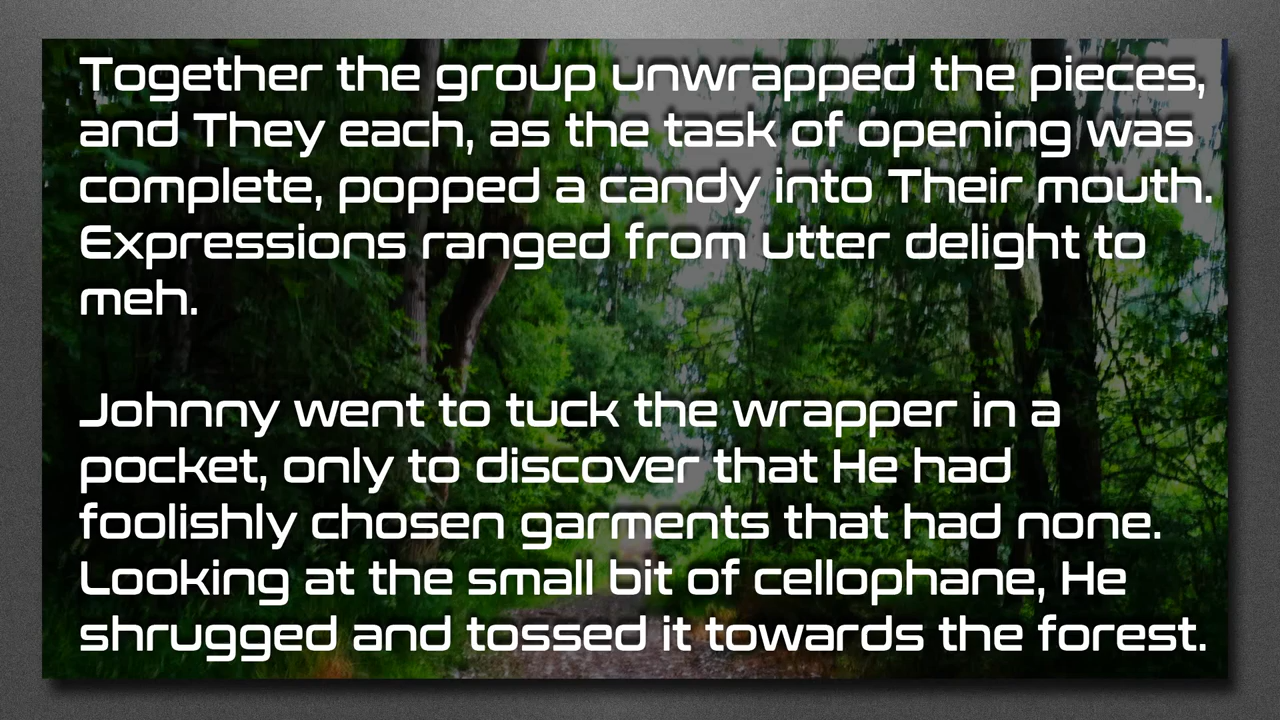 Together the group unwrapped the pieces,
and They each, as the task of opening was
complete, popped a candy into Their mouth.
Expressions ranged from utter delight to
meh.
Johnny went to tuck the wrapper in a
pocket, only to discover that He had
foolishly chosen garments that had none.
Looking at the small bit of cellophane, He
shrugged and tossed it towards the forest.